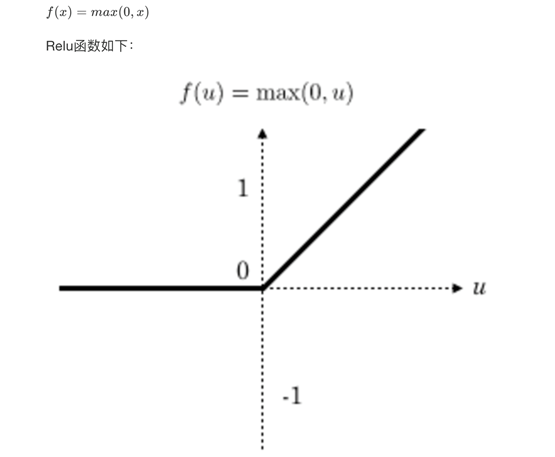 f(x) = max(0, x)
Relu函数如下：
f(u) = max(0, u)
1
0
u
-1